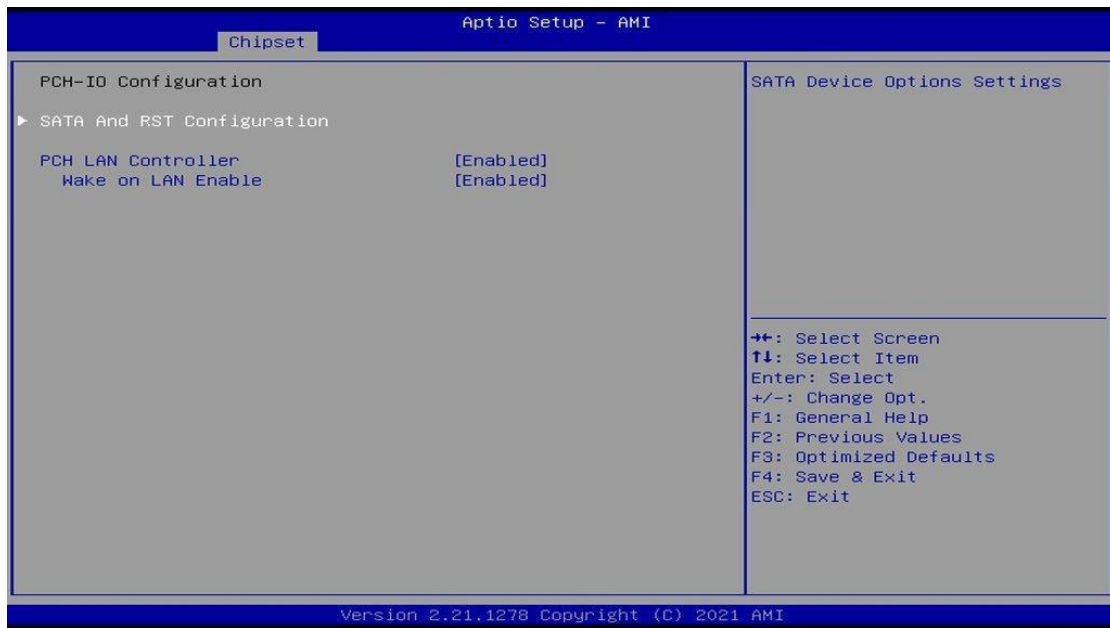 Aptio Setup – AMI
Chipset
PCH-IO Configuration
▶ SATA And RST Configuration
PCH LAN Controller [Enabled]
Wake on LAN Enable [Enabled]
SATA Device Options Settings
→←: Select Screen
↑↓: Select Item
Enter: Select
+/-: Change Opt.
F1: General Help
F2: Previous Values
F3: Optimized Defaults
F4: Save & Exit
ESC: Exit
Version 2.21.1278 Copyright (C) 2021 AMI